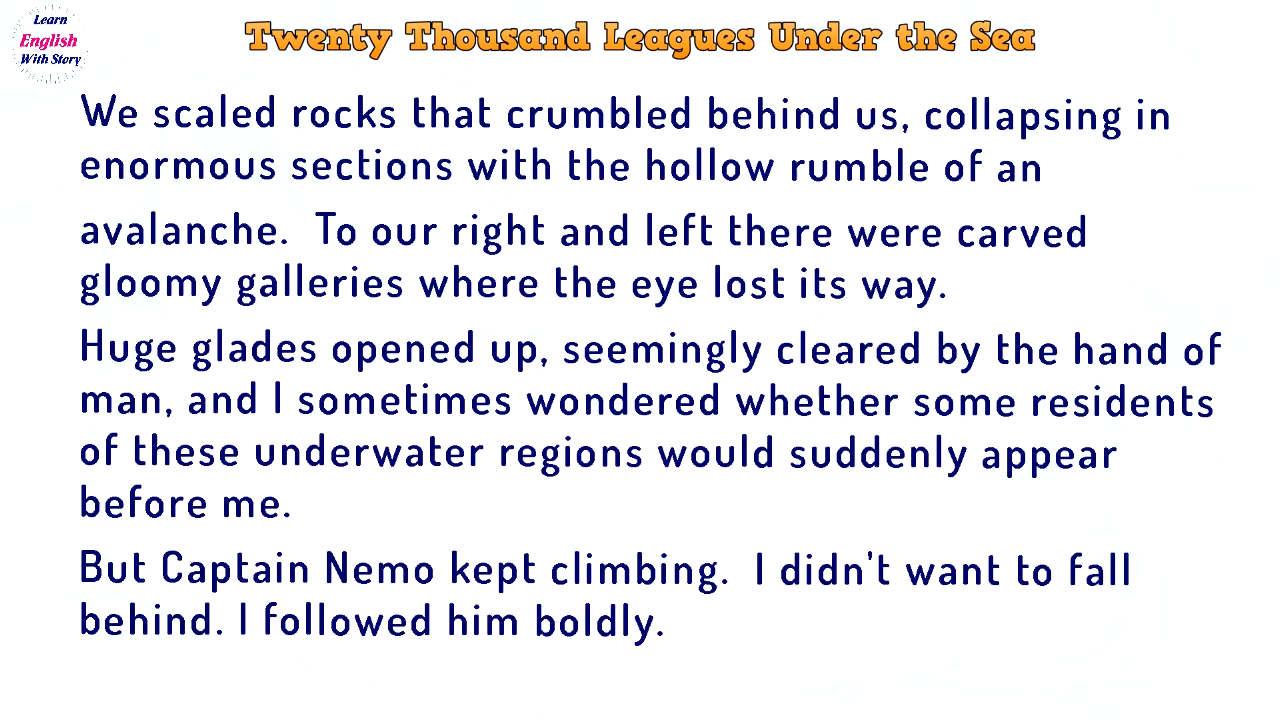 Learn
English
With Story
Twenty Thousand Leagues Under the Sea
We scaled rocks that crumbled behind us, collapsing in
enormous sections with the hollow rumble of an
avalanche.  To our right and left there were carved
gloomy galleries where the eye lost its way.
Huge glades opened up, seemingly cleared by the hand of
man, and I sometimes wondered whether some residents
of these underwater regions would suddenly appear
before me.
But Captain Nemo kept climbing.  I didn't want to fall
behind. I followed him boldly.